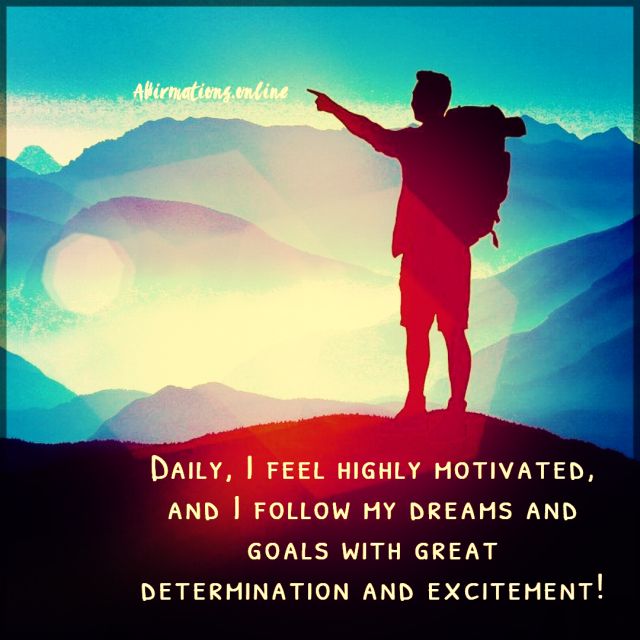 Affirmations.online
Daily, I feel highly motivated,
and I follow my dreams and
goals with great
determination and excitement!